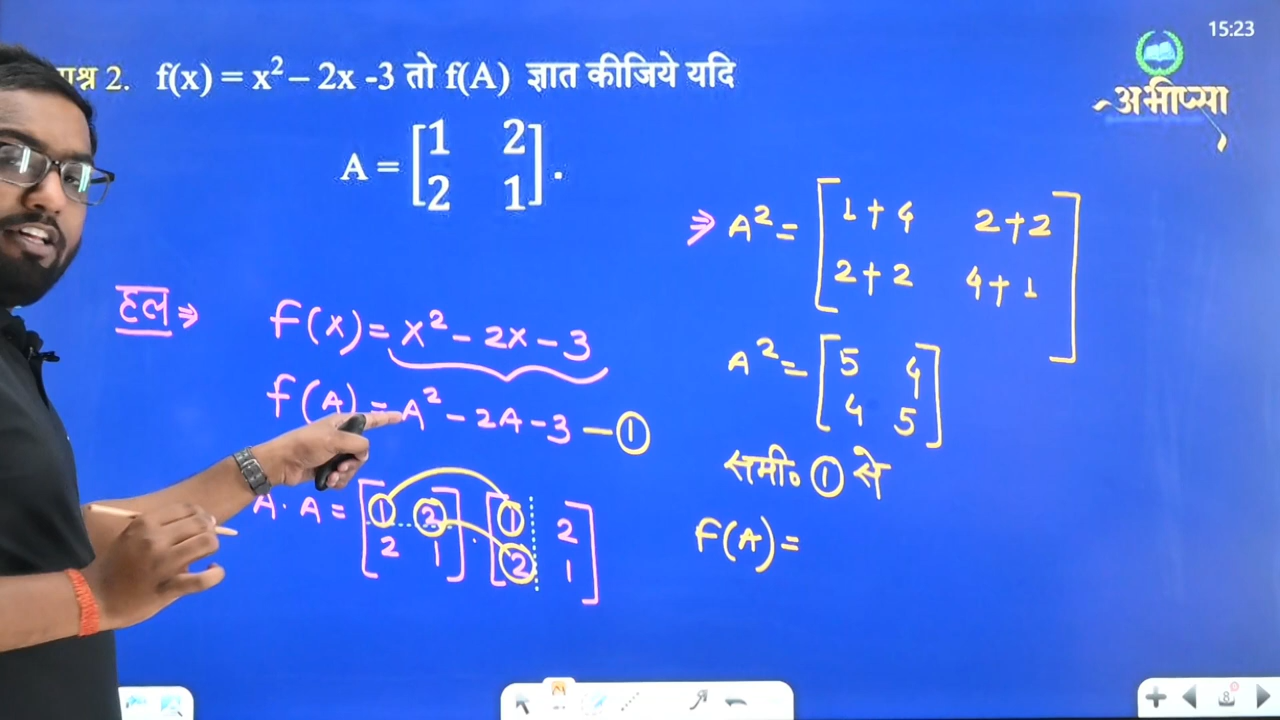 15:23
प्रश्न 2. f(x) = x² – 2x -3 तो f(A) ज्ञात कीजिये यदि
अभीप्सा
A = [1 2
2 1].
हल ⇒ f(x) = x² - 2x - 3
f(A) = A² - 2A - 3 — ①
A · A = [1 2 2 1] · [1 2 2 1]
⇒ A² = [1+4 2+2
2+2 4+1]
A² = [5 4
4 5]
समी० ① से
f(A) =
8